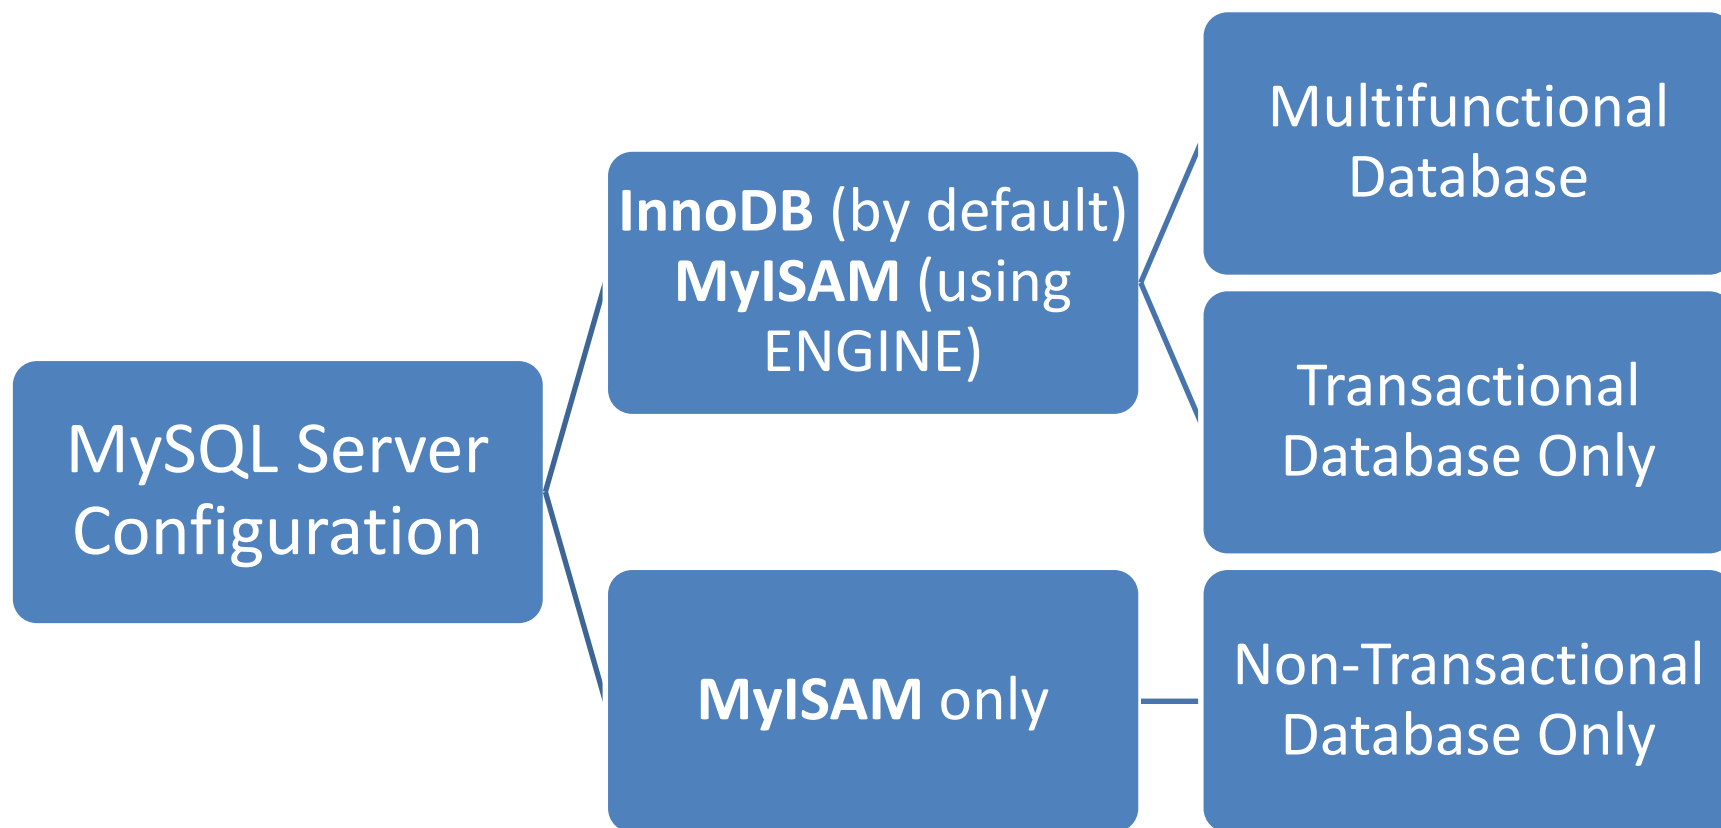 MySQL Server
Configuration
InnoDB (by default)
MyISAM (using
ENGINE)
Multifunctional
Database
Transactional
Database Only
MyISAM only
Non-Transactional
Database Only